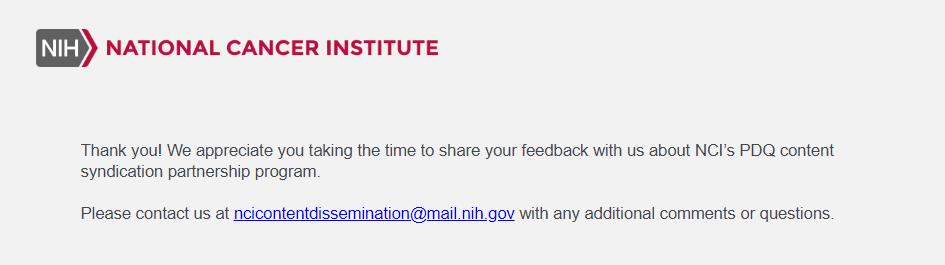 NIH NATIONAL CANCER INSTITUTE
Thank you! We appreciate you taking the time to share your feedback with us about NCI’s PDQ content
syndication partnership program.
Please contact us at ncicontentdissemination@mail.nih.gov with any additional comments or questions.